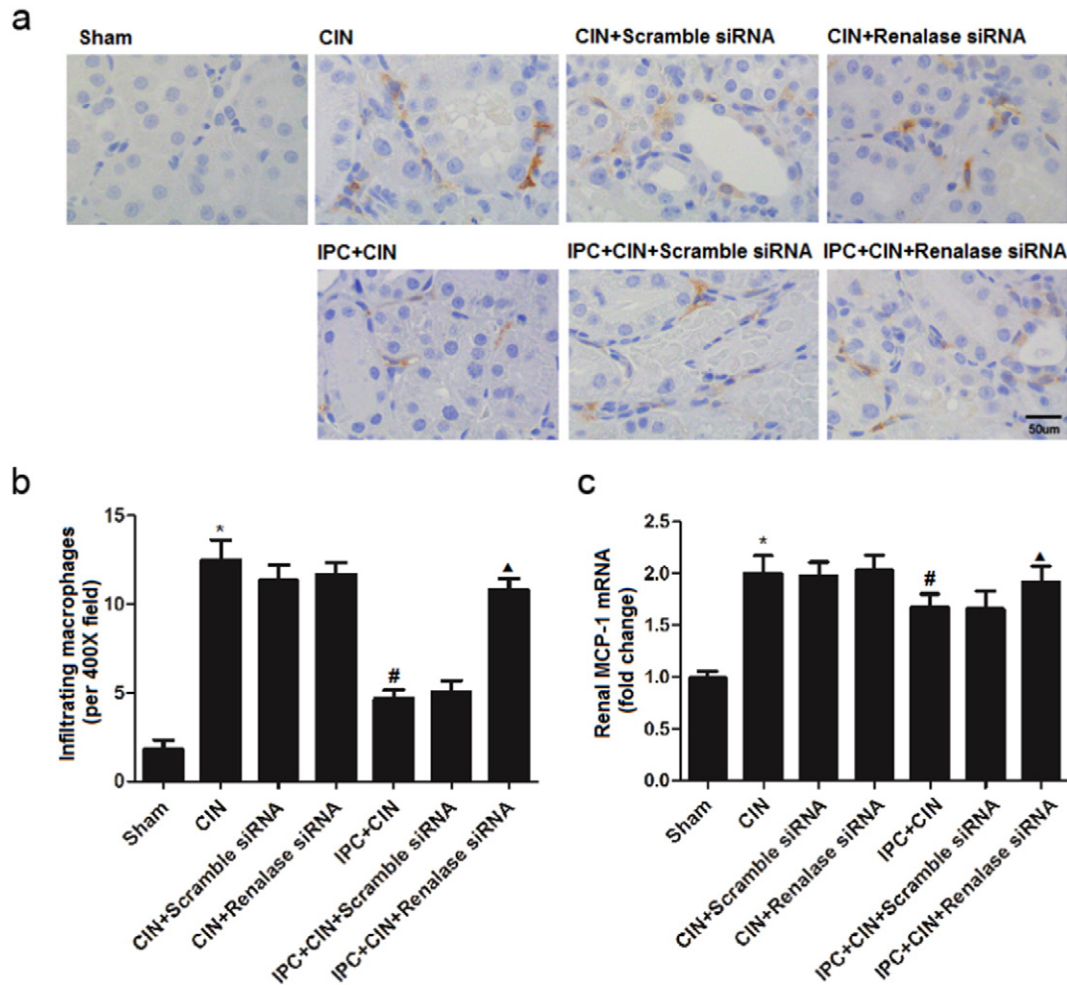 a
Sham
CIN
CIN+Scramble siRNA
CIN+Renalase siRNA
IPC+CIN
IPC+CIN+Scramble siRNA
IPC+CIN+Renalase siRNA
50um
b
Infiltrating macrophages
(per 400X field)
15
10
5
0
*
#
▲
Sham
CIN
CIN+Scramble siRNA
CIN+Renalase siRNA
IPC+CIN
IPC+CIN+Scramble siRNA
IPC+CIN+Renalase siRNA
c
Renal MCP-1 mRNA
(fold change)
2.5
2.0
1.5
1.0
0.5
0.0
*
#
▲
Sham
CIN
CIN+Scramble siRNA
CIN+Renalase siRNA
IPC+CIN
IPC+CIN+Scramble siRNA
IPC+CIN+Renalase siRNA